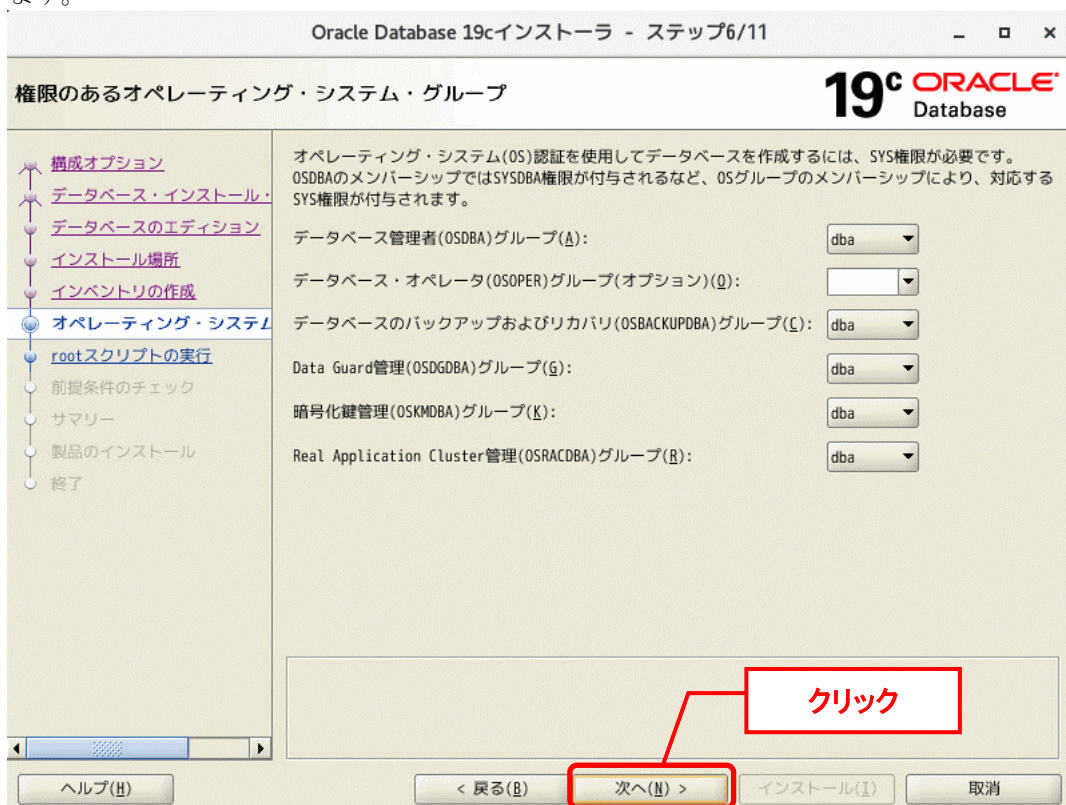 ます。
Oracle Database 19cインストーラ - ステップ6/11
権限のあるオペレーティング・システム・グループ
19c ORACLE
Database
構成オプション
データベース・インストール・
データベースのエディション
インストール場所
インベントリの作成
オペレーティング・システム
rootスクリプトの実行
前提条件のチェック
サマリー
製品のインストール
終了
オペレーティング・システム(OS)認証を使用してデータベースを作成するには、SYS権限が必要です。
OSDBAのメンバーシップではSYSDBA権限が付与されるなど、OSグループのメンバーシップにより、対応する
SYS権限が付与されます。
データベース管理者(OSDBA)グループ(A): dba
データベース・オペレータ(OSOPER)グループ(オプション)(O):
データベースのバックアップおよびリカバリ(OSBACKUPDBA)グループ(C): dba
Data Guard管理(OSDGDBA)グループ(G): dba
暗号化鍵管理(OSKMDBA)グループ(K): dba
Real Application Cluster管理(OSRACDBA)グループ(R): dba
クリック
ヘルプ(H) < 戻る(B) 次へ(N) > インストール(I) 取消